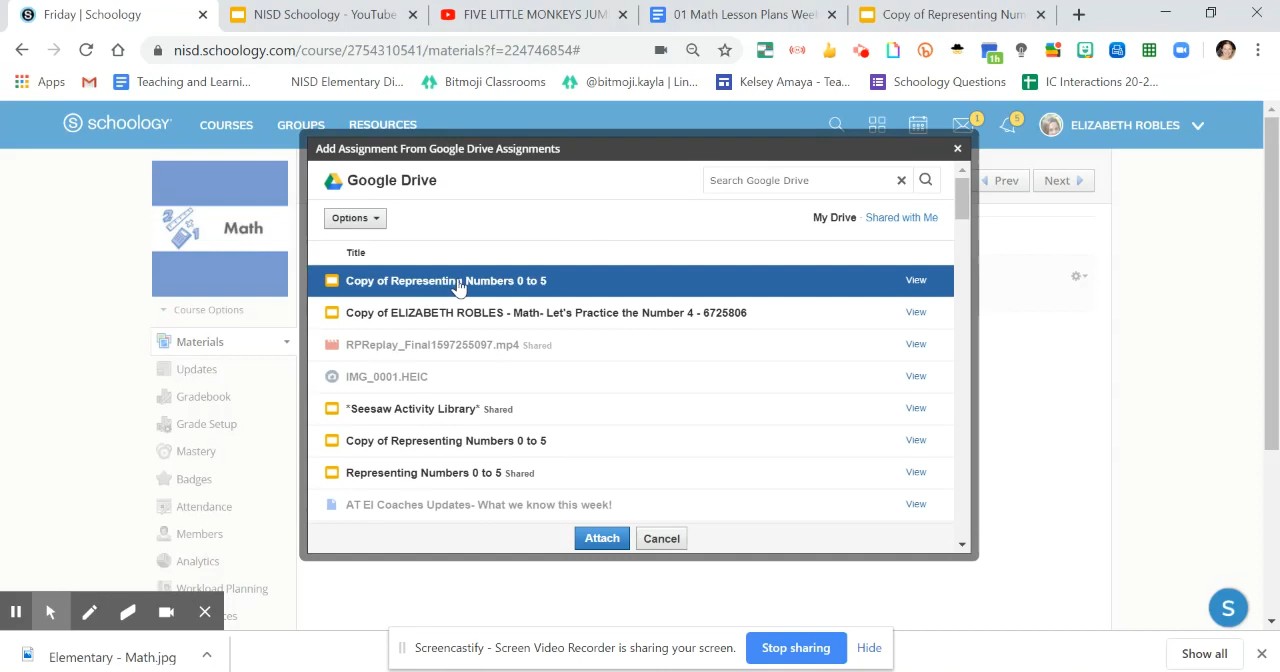 Friday | Schoology
NISD Schoology - YouTube
FIVE LITTLE MONKEYS JUM
01 Math Lesson Plans Wee
Copy of Representing Num
nisd.schoology.com/course/2754310541/materials?f=224746854#
1h
Apps
Teaching and Learni...
NISD Elementary Di...
Bitmoji Classrooms
@bitmoji.kayla | Lin...
Kelsey Amaya - Tea...
Schoology Questions
IC Interactions 20-2...
S schoology
COURSES
GROUPS
RESOURCES
1
5
ELIZABETH ROBLES
Add Assignment From Google Drive Assignments
Google Drive
Search Google Drive
Prev
Next
Options
My Drive · Shared with Me
Math
Title
Copy of Representing Numbers 0 to 5 View
Copy of ELIZABETH ROBLES - Math- Let's Practice the Number 4 - 6725806 View
RPReplay_Final1597255097.mp4 Shared View
IMG_0001.HEIC View
*Seesaw Activity Library* Shared View
Copy of Representing Numbers 0 to 5 View
Representing Numbers 0 to 5 Shared View
AT EI Coaches Updates- What we know this week! View
Attach
Cancel
Course Options
Materials
Updates
Gradebook
Grade Setup
Mastery
Badges
Attendance
Members
Analytics
Workload Planning
S
Screencastify - Screen Video Recorder is sharing your screen.
Stop sharing
Hide
Elementary - Math.jpg
Show all